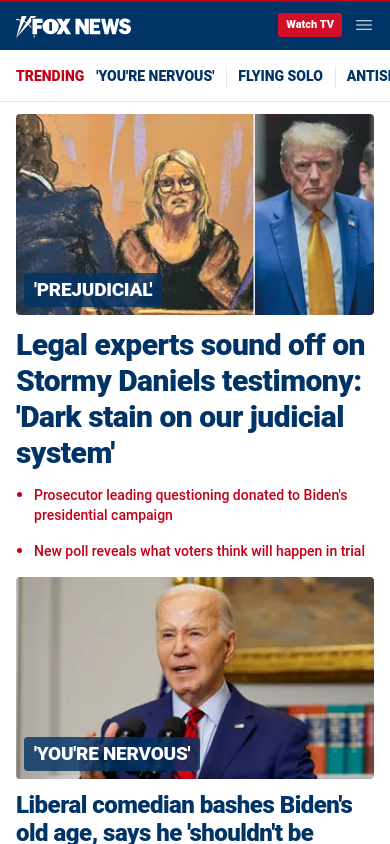 FOX NEWS
Watch TV
TRENDING 'YOU'RE NERVOUS' FLYING SOLO ANTISE
'PREJUDICIAL'
Legal experts sound off on
Stormy Daniels testimony:
'Dark stain on our judicial
system'
Prosecutor leading questioning donated to Biden's
presidential campaign
New poll reveals what voters think will happen in trial
'YOU'RE NERVOUS'
Liberal comedian bashes Biden's
old age, says he 'shouldn't be